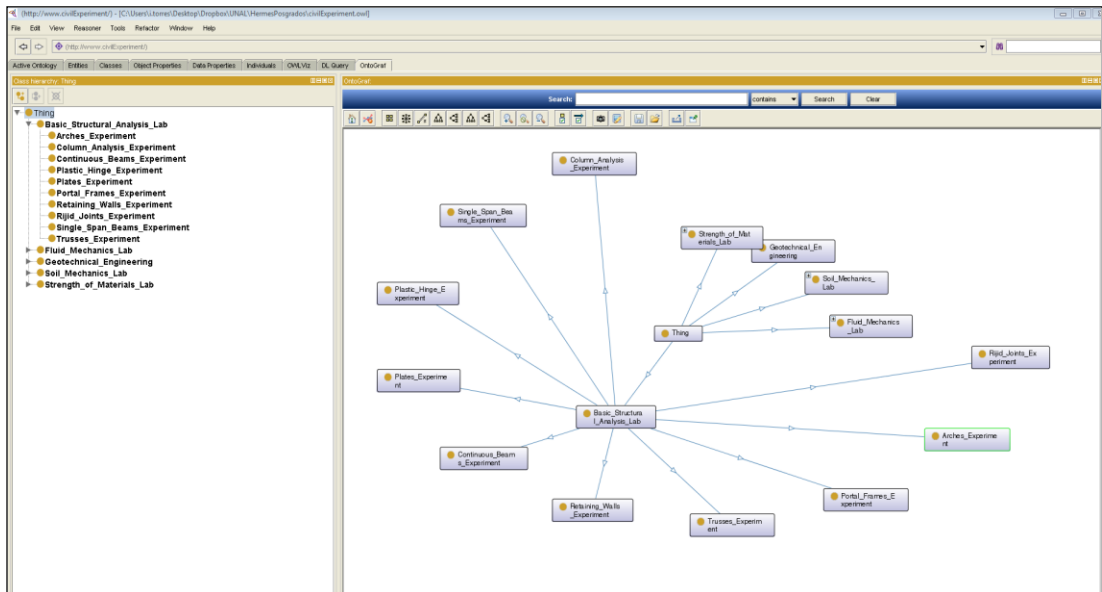 (http://www.civilExperiment/) - [C:\Users\i.torres\Desktop\Dropbox\UNAL\HermesPosgrados\civilExperiment.owl]
File Edit View Reasoner Tools Refactor Window Help
(http://www.civilExperiment/)
Active Ontology Entities Classes Object Properties Data Properties Individuals OWLViz DL Query OntoGraf
Class hierarchy: Thing
Thing
Basic_Structural_Analysis_Lab
Arches_Experiment
Column_Analysis_Experiment
Continuous_Beams_Experiment
Plastic_Hinge_Experiment
Plates_Experiment
Portal_Frames_Experiment
Retaining_Walls_Experiment
Rijid_Joints_Experiment
Single_Span_Beams_Experiment
Trusses_Experiment
Fluid_Mechanics_Lab
Geotechnical_Engineering
Soil_Mechanics_Lab
Strength_of_Materials_Lab
OntoGraf:
Search: contains Search Clear
Column_Analysis
_Experiment
Single_Span_Bea
ms_Experiment
Strength_of_Mat
erials_Lab
Geotechnical_En
gineering
Soil_Mechanics_
Lab
Plastic_Hinge_E
xperiment
Fluid_Mechanics
_Lab
Thing
Rijid_Joints_Ex
periment
Plates_Experime
nt
Basic_Structura
l_Analysis_Lab
Arches_Experime
nt
Continuous_Beam
s_Experiment
Portal_Frames_E
xperiment
Retaining_Walls
_Experiment
Trusses_Experim
ent